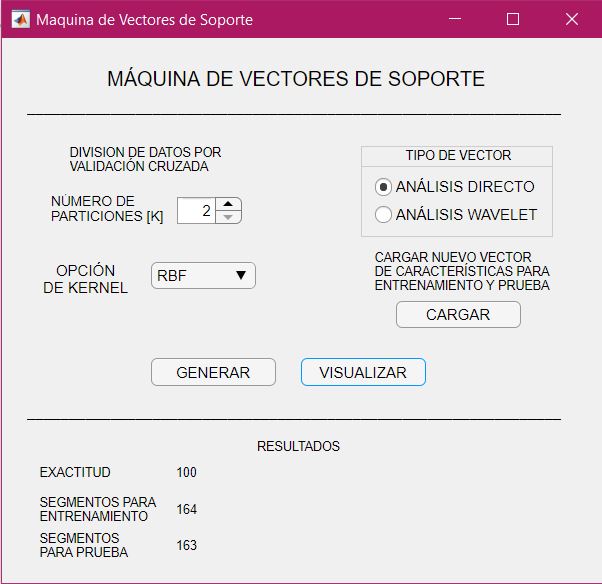 Maquina de Vectores de Soporte
MÁQUINA DE VECTORES DE SOPORTE
DIVISION DE DATOS POR
VALIDACIÓN CRUZADA
NÚMERO DE
PARTICIONES [K]
2
TIPO DE VECTOR
ANÁLISIS DIRECTO
ANÁLISIS WAVELET
OPCIÓN
DE KERNEL
RBF
CARGAR NUEVO VECTOR
DE CARACTERÍSTICAS PARA
ENTRENAMIENTO Y PRUEBA
CARGAR
GENERAR
VISUALIZAR
RESULTADOS
EXACTITUD 100
SEGMENTOS PARA
ENTRENAMIENTO 164
SEGMENTOS
PARA PRUEBA 163